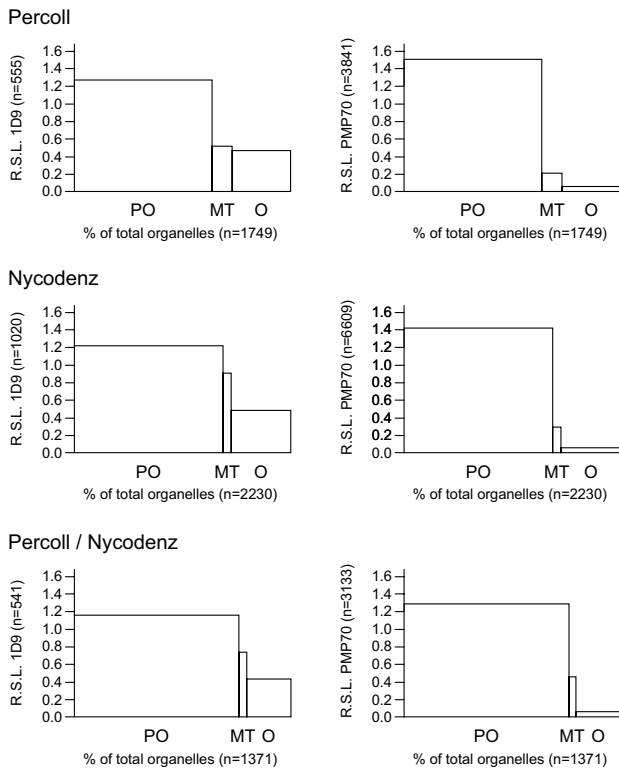 Percoll
R.S.L. 1D9 (n=555)
1.6
1.4
1.2
1.0
0.8
0.6
0.4
0.2
0.0
PO MT O
% of total organelles (n=1749)
R.S.L. PMP70 (n=3841)
1.6
1.4
1.2
1.0
0.8
0.6
0.4
0.2
0.0
PO MT O
% of total organelles (n=1749)
Nycodenz
R.S.L. 1D9 (n=1020)
1.6
1.4
1.2
1.0
0.8
0.6
0.4
0.2
0.0
PO MT O
% of total organelles (n=2230)
R.S.L. PMP70 (n=6609)
1.6
1.4
1.2
1.0
0.8
0.6
0.4
0.2
0.0
PO MT O
% of total organelles (n=2230)
Percoll / Nycodenz
R.S.L. 1D9 (n=541)
1.6
1.4
1.2
1.0
0.8
0.6
0.4
0.2
0.0
PO MT O
% of total organelles (n=1371)
R.S.L. PMP70 (n=3133)
1.6
1.4
1.2
1.0
0.8
0.6
0.4
0.2
0.0
PO MT O
% of total organelles (n=1371)